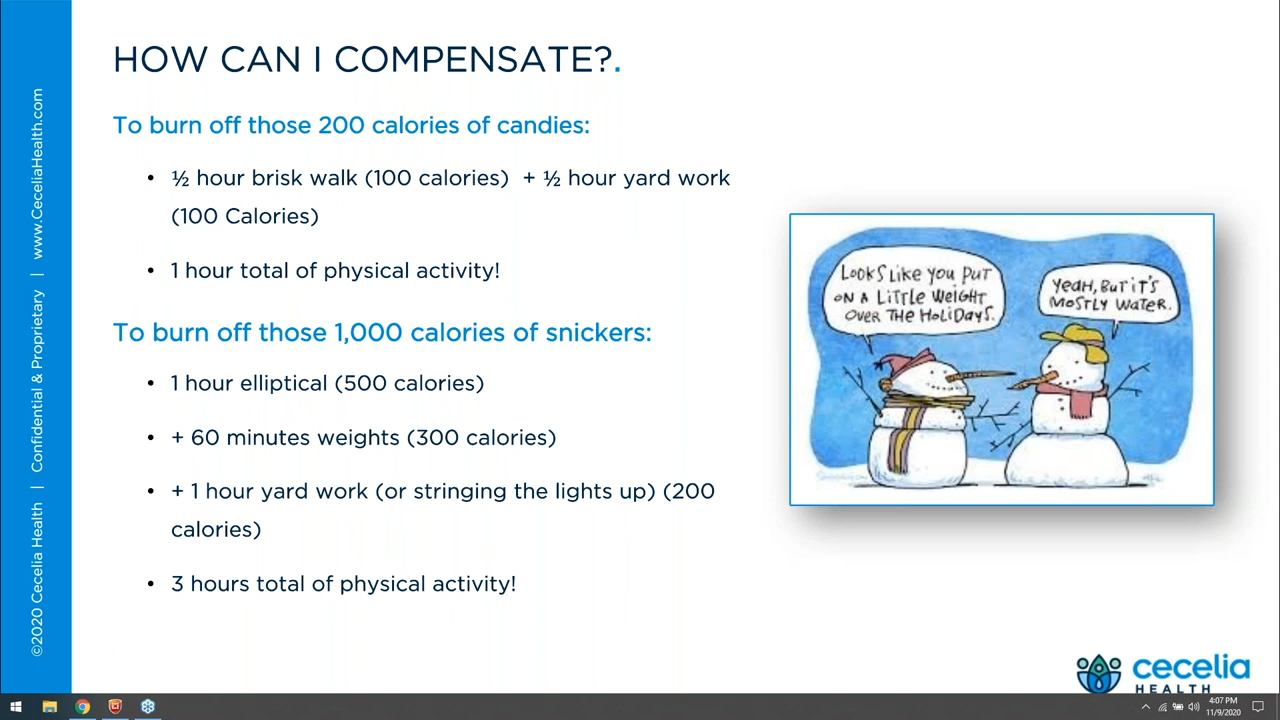 HOW CAN I COMPENSATE?.
To burn off those 200 calories of candies:
• ½ hour brisk walk (100 calories) + ½ hour yard work
(100 Calories)
• 1 hour total of physical activity!
To burn off those 1,000 calories of snickers:
• 1 hour elliptical (500 calories)
• + 60 minutes weights (300 calories)
• + 1 hour yard work (or stringing the lights up) (200
calories)
• 3 hours total of physical activity!
LOOKS LIKE YOU PUT
ON A LITTLE WEIGHT
OVER THE HOLIDAYS.
YEAH, BUT IT'S
MOSTLY WATER.
©2020 Cecelia Health | Confidential & Proprietary | www.CeceliaHealth.com
cecelia
HEALTH
4:07 PM
11/9/2020